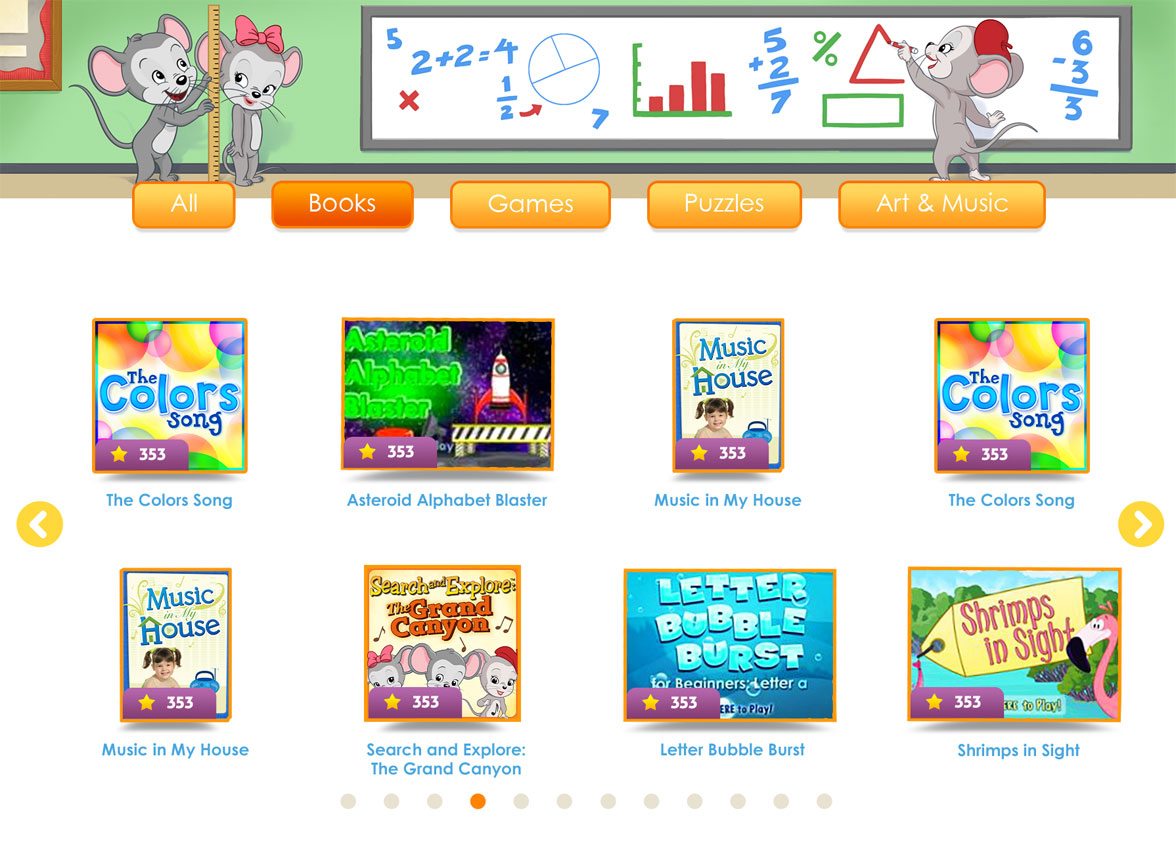 5
2+2=4
1
2
7
5
+2
7
%
6
-3
3
All
Books
Games
Puzzles
Art & Music
The
Colors
Song
353
The Colors Song
Asteroid
Alphabet
Blaster
353
Asteroid Alphabet Blaster
Music
in My
House
353
Music in My House
The
Colors
Song
353
The Colors Song
Music
in My
House
353
Music in My House
Search and Explore:
The Grand
Canyon
353
Search and Explore:
The Grand Canyon
LETTER
BUBBLE
BURST
for Beginners: Letter a
to Play!
353
Letter Bubble Burst
Shrimps
in Sight
to Play!
353
Shrimps in Sight